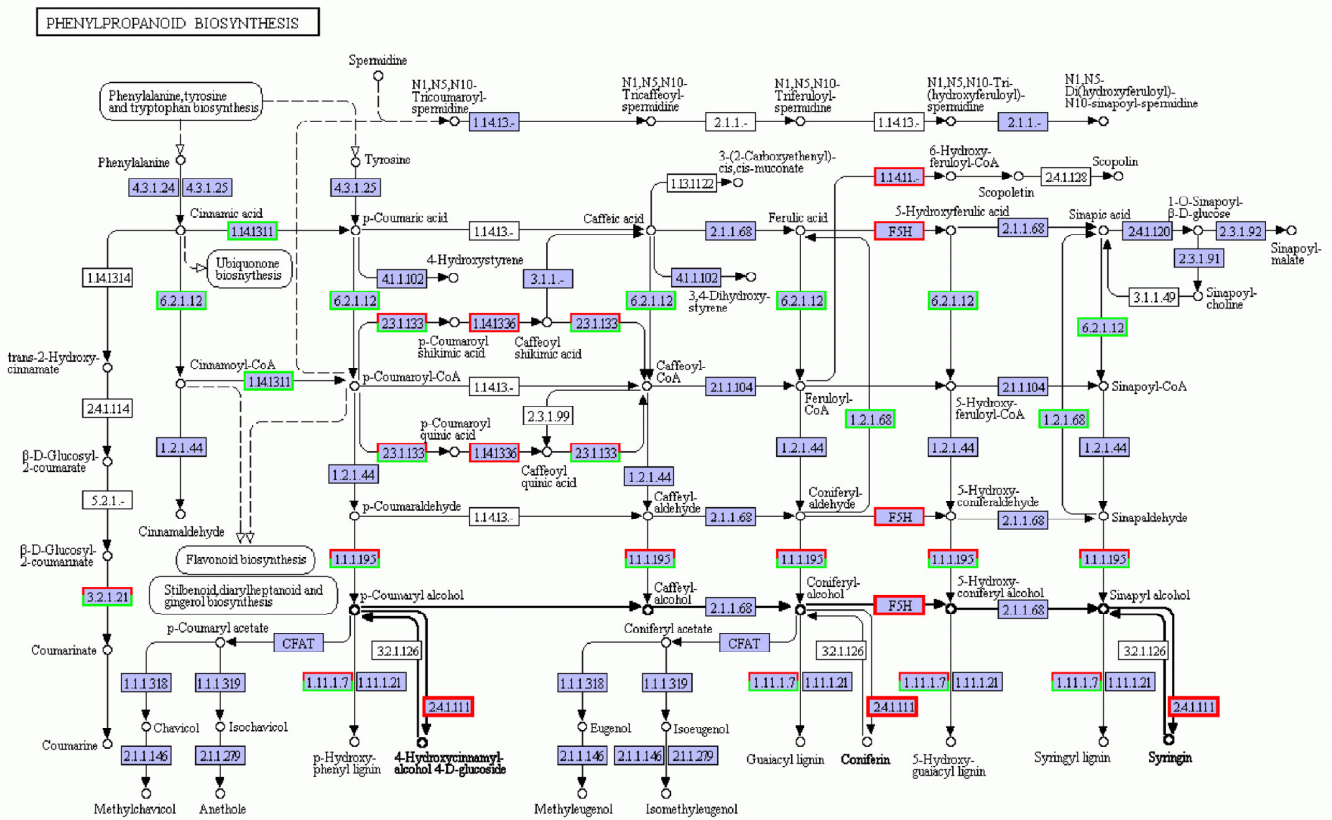 PHENYLPROPANOID BIOSYNTHESIS
Spermidine
Phenylalanine,tyrosine
and tryptophan biosynthesis
N1,N5,N10-
Tricoumaroyl-
spermidine
1.14.13.-
N1,N5,N10-
Tricaffeoyl-
spermidine
2.1.1.-
N1,N5,N10-
Triferuloyl-
spermidine
1.14.13.-
N1,N5,N10-Tri-
(hydroxyferuloyl)-
spermidine
2.1.1.-
N1,N5-
Di(hydroxyferuloyl)-
N10-sinapoyl-spermidine
Phenylalanine
Tyrosine
4.3.1.24
4.3.1.25
4.3.1.25
3-(2-Carboxyethenyl)-
cis,cis-muconate
1.13.1122
1.14.11.-
6-Hydroxy-
feruloyl-CoA
Scopoletin
2.4.1.128
Scopolin
Cinnamic acid
1.14.1311
p-Coumaric acid
1.14.13.-
Caffeic acid
2.1.1.68
Ferulic acid
F5H
5-Hydroxyferulic acid
2.1.1.68
Sinapic acid
2.4.1.120
1-O-Sinapoyl-
β-D-glucose
2.3.1.92
Sinapoyl-
malate
2.3.1.91
3.1.1.49
Sinapoyl-
choline
1.14.1314
Ubiquonone
biosnythesis
4.1.1.102
4-Hydroxystyrene
3.1.1.-
4.1.1.102
3,4-Dihydroxy-
styrene
6.2.1.12
6.2.1.12
6.2.1.12
6.2.1.12
6.2.1.12
6.2.1.12
2.3.1.133
p-Coumaroyl
shikimic acid
1.14.1336
Caffeoyl
shikimic acid
2.3.1.133
trans-2-Hydroxy-
cinnamate
Cinnamoyl-CoA
1.14.1311
p-Coumaroyl-CoA
1.14.13.-
Caffeoyl-
CoA
2.1.1.104
Feruloyl-
CoA
5-Hydroxy-
feruloyl-CoA
2.1.1.104
Sinapoyl-CoA
2.4.1.114
2.3.1.99
1.2.1.68
1.2.1.68
p-Coumaroyl
quinic acid
2.3.1.133
1.14.1336
Caffeoyl
quinic acid
2.3.1.133
1.2.1.44
1.2.1.44
1.2.1.44
1.2.1.44
1.2.1.44
1.2.1.44
β-D-Glucosyl-
2-coumarate
5.2.1.-
Cinnamaldehyde
p-Coumaraldehyde
1.14.13.-
Caffeyl-
aldehyde
2.1.1.68
Coniferyl-
aldehyde
F5H
5-Hydroxy-
coniferaldehyde
2.1.1.68
Sinapaldehyde
β-D-Glucosyl-
2-coumarinate
Flavonoid biosynthesis
Stilbenoid,diarylheptanoid and
gingerol biosynthesis
3.2.1.21
1.1.1.195
1.1.1.195
1.1.1.195
1.1.1.195
1.1.1.195
p-Coumaryl alcohol
Caffeyl-
alcohol
2.1.1.68
Coniferyl-
alcohol
F5H
5-Hydroxy-
coniferyl alcohol
2.1.1.68
Sinapyl alcohol
Coumarinate
p-Coumaryl acetate
CFAT
3.2.1.126
Coniferyl acetate
CFAT
3.2.1.126
3.2.1.126
1.1.1.318
1.1.1.319
1.11.1.7
1.11.1.21
2.4.1.111
1.1.1.318
1.1.1.319
1.11.1.7
1.11.1.21
2.4.1.111
1.11.1.7
1.11.1.21
1.11.1.7
1.11.1.21
2.4.1.111
Coumarine
Chavicol
Isochavicol
Eugenol
Isoeugenol
2.1.1.146
2.1.1.279
2.1.1.146
2.1.1.279
p-Hydroxy-
phenyl lignin
4-Hydroxycinnamyl-
alcohol 4-D-glucoside
Guaiacyl lignin
Coniferin
5-Hydroxy-
guaiacyl lignin
Syringyl lignin
Syringin
Methylchavicol
Anethole
Methyleugenol
Isomethyleugenol